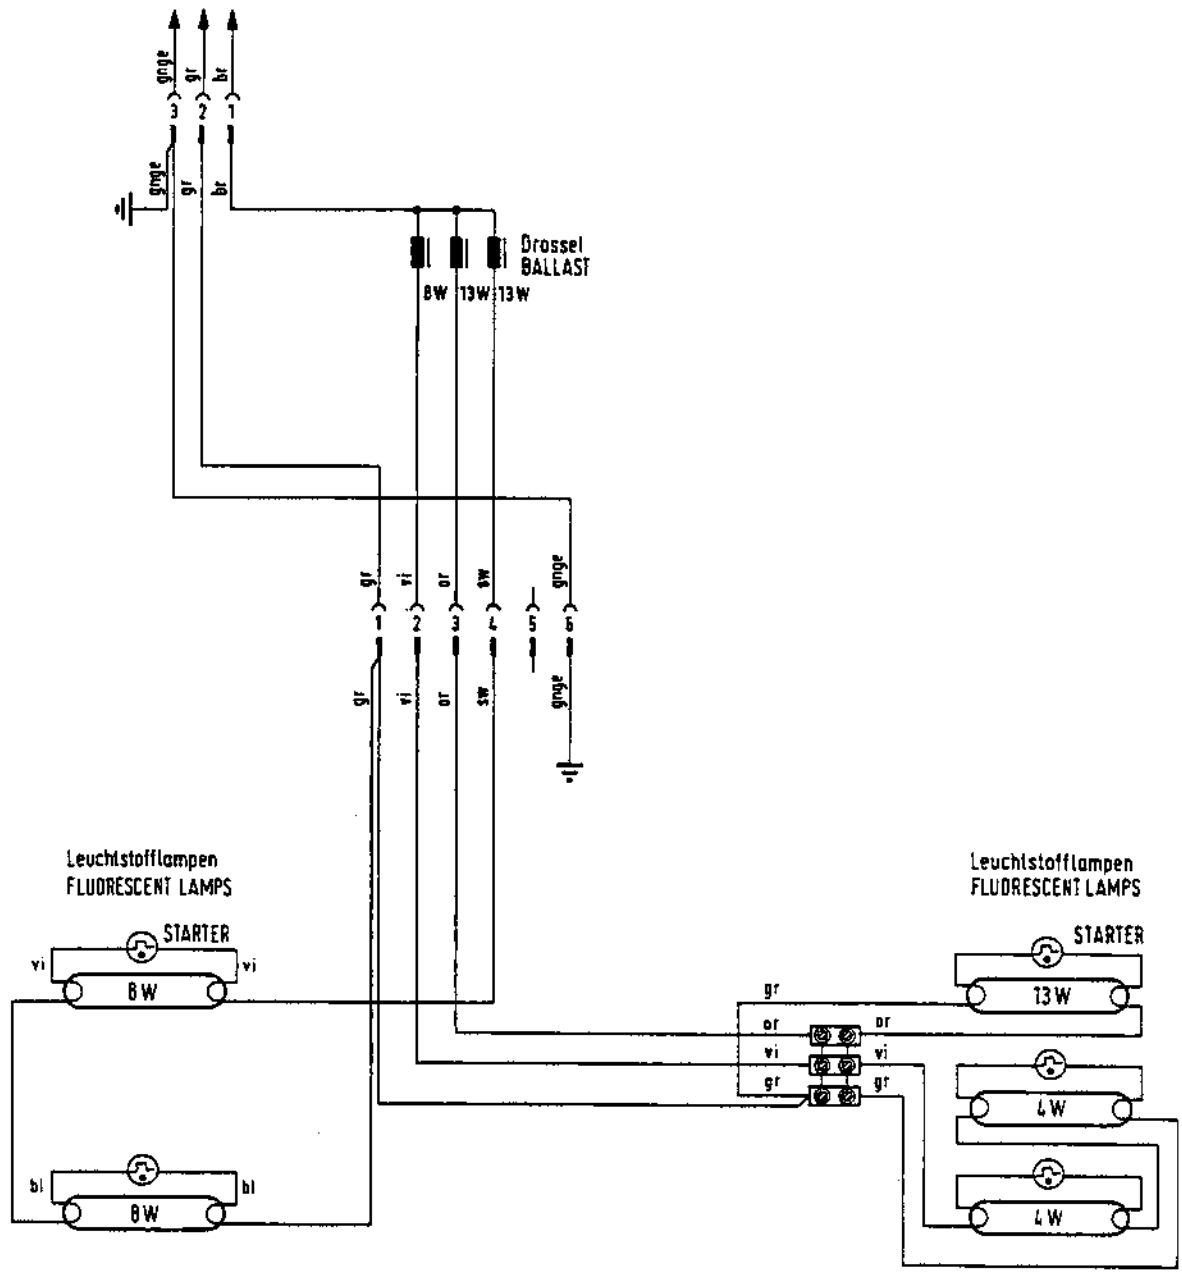 gnge gr br
3 2 1
gnge gr br
Drossel
BALLAST
8W 13W 13W
gr vi or sw gnge
1 2 3 4 5 6
gr vi or sw gnge
Leuchtstofflampen
FLUORESCENT LAMPS
STARTER
vi vi
8W
bl bl
8W
Leuchtstofflampen
FLUORESCENT LAMPS
STARTER
13W
gr
or or
vi vi
gr gr
4W
4W